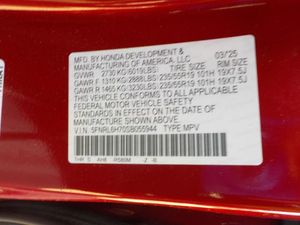 MFD. BY HONDA DEVELOPMENT &
MANUFACTURING OF AMERICA, LLC 03/25
GVWR 2730 KG(6019LBS) TIRE SIZE RIM SIZE
GAWR F 1310 KG(2888LBS) 235/55R19 101H 19X7.5J
GAWR R 1465 KG(3230LBS) 235/55R19 101H 19X7.5J
THIS VEHICLE CONFORMS TO ALL APPLICABLE
FEDERAL MOTOR VEHICLE SAFETY STANDARDS
IN EFFECT ON THE DATE OF MANUFACTURE
SHOWN ABOVE.
V.I.N. 5FNRL6H70SB055944 TYPE:MPV